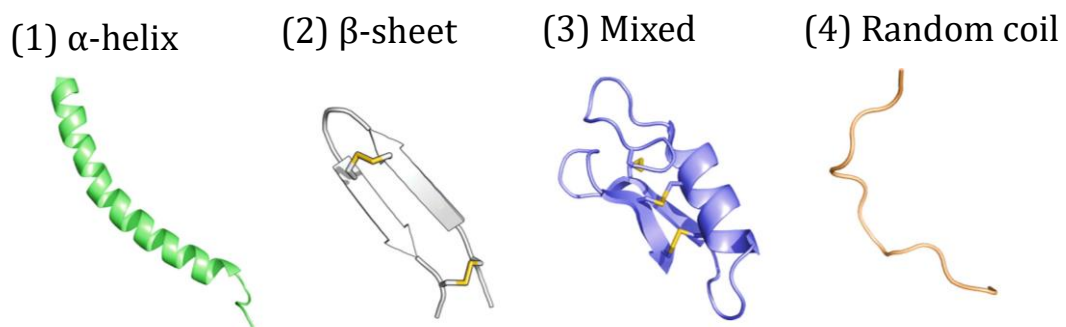 (1) α-helix (2) β-sheet (3) Mixed (4) Random coil